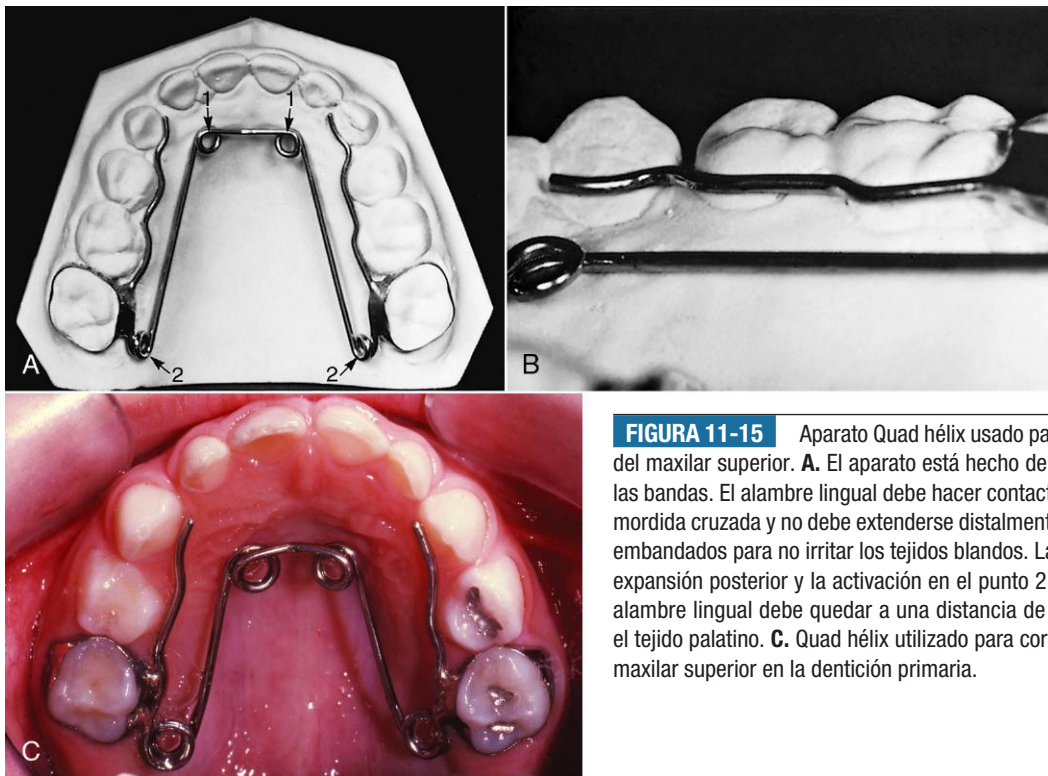 1 1
2 2
A
B
C
FIGURA 11-15 Aparato Quad hélix usado pa
del maxilar superior. A. El aparato está hecho de
las bandas. El alambre lingual debe hacer contact
mordida cruzada y no debe extenderse distalment
embandados para no irritar los tejidos blandos. La
expansión posterior y la activación en el punto 2
alambre lingual debe quedar a una distancia de
el tejido palatino. C. Quad hélix utilizado para cor
maxilar superior en la dentición primaria.